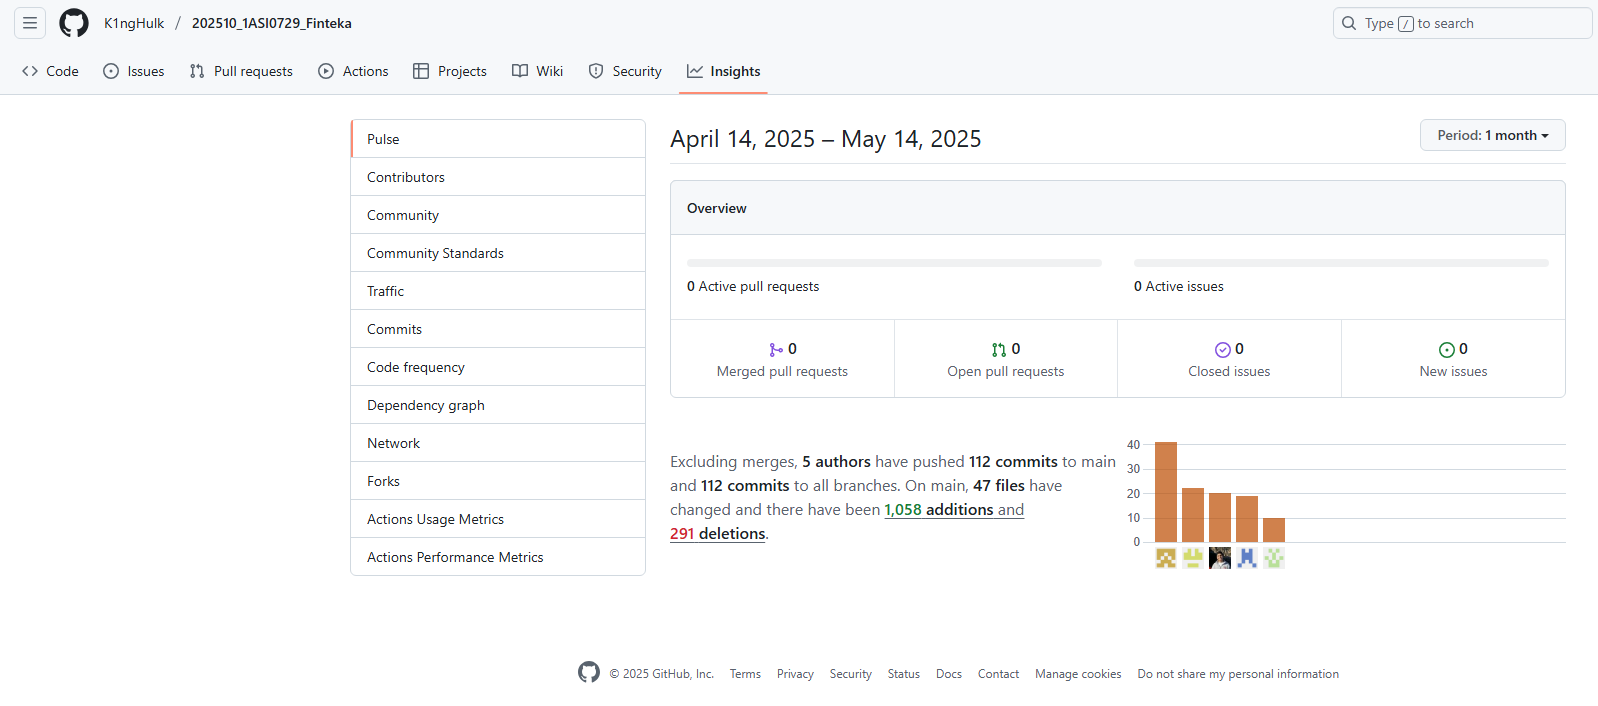 K1ngHulk / 202510_1ASI0729_Finteka
Type / to search
Code Issues Pull requests Actions Projects Wiki Security Insights
Pulse
Contributors
Community
Community Standards
Traffic
Commits
Code frequency
Dependency graph
Network
Forks
Actions Usage Metrics
Actions Performance Metrics
April 14, 2025 – May 14, 2025
Period: 1 month
Overview
0 Active pull requests
0 Active issues
0
Merged pull requests
0
Open pull requests
0
Closed issues
0
New issues
Excluding merges, 5 authors have pushed 112 commits to main
and 112 commits to all branches. On main, 47 files have
changed and there have been 1,058 additions and
291 deletions.
40
30
20
10
0
© 2025 GitHub, Inc. Terms Privacy Security Status Docs Contact Manage cookies Do not share my personal information